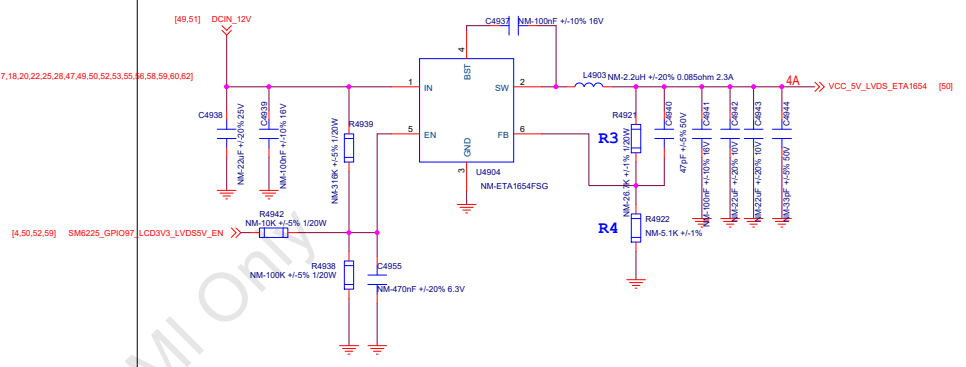 [49,51] DCIN_12V
7,18,20,22,25,28,47,49,50,52,53,55,56,58,59,60,62]
C4937 NM-100nF +/-10% 16V
4
BST
1 IN
SW 2
L4903 NM-2.2uH +/-20% 0.085ohm 2.3A
4A
VCC_5V_LVDS_ETA1654 [50]
5 EN
FB 6
GND
3
U4904
NM-ETA1654FSG
C4938
NM-22uF +/-20% 25V
C4939
NM-100nF +/-10% 16V
R4939
NM-316K +/-5% 1/20W
R4921
R3
NM-26.7K +/-1% 1/20W
C4940
47pF +/-5% 50V
C4941
NM-100nF +/-10% 16V
C4942
NM-22uF +/-20% 10V
C4943
NM-22uF +/-20% 10V
C4944
NM-33pF +/-5% 50V
R4922
R4
NM-5.1K +/-1%
[4,50,52,59] SM6225_GPIO97_LCD3V3_LVDS5V_EN
R4942
NM-10K +/-5% 1/20W
R4938
NM-100K +/-5% 1/20W
C4955
NM-470nF +/-20% 6.3V
MI Only